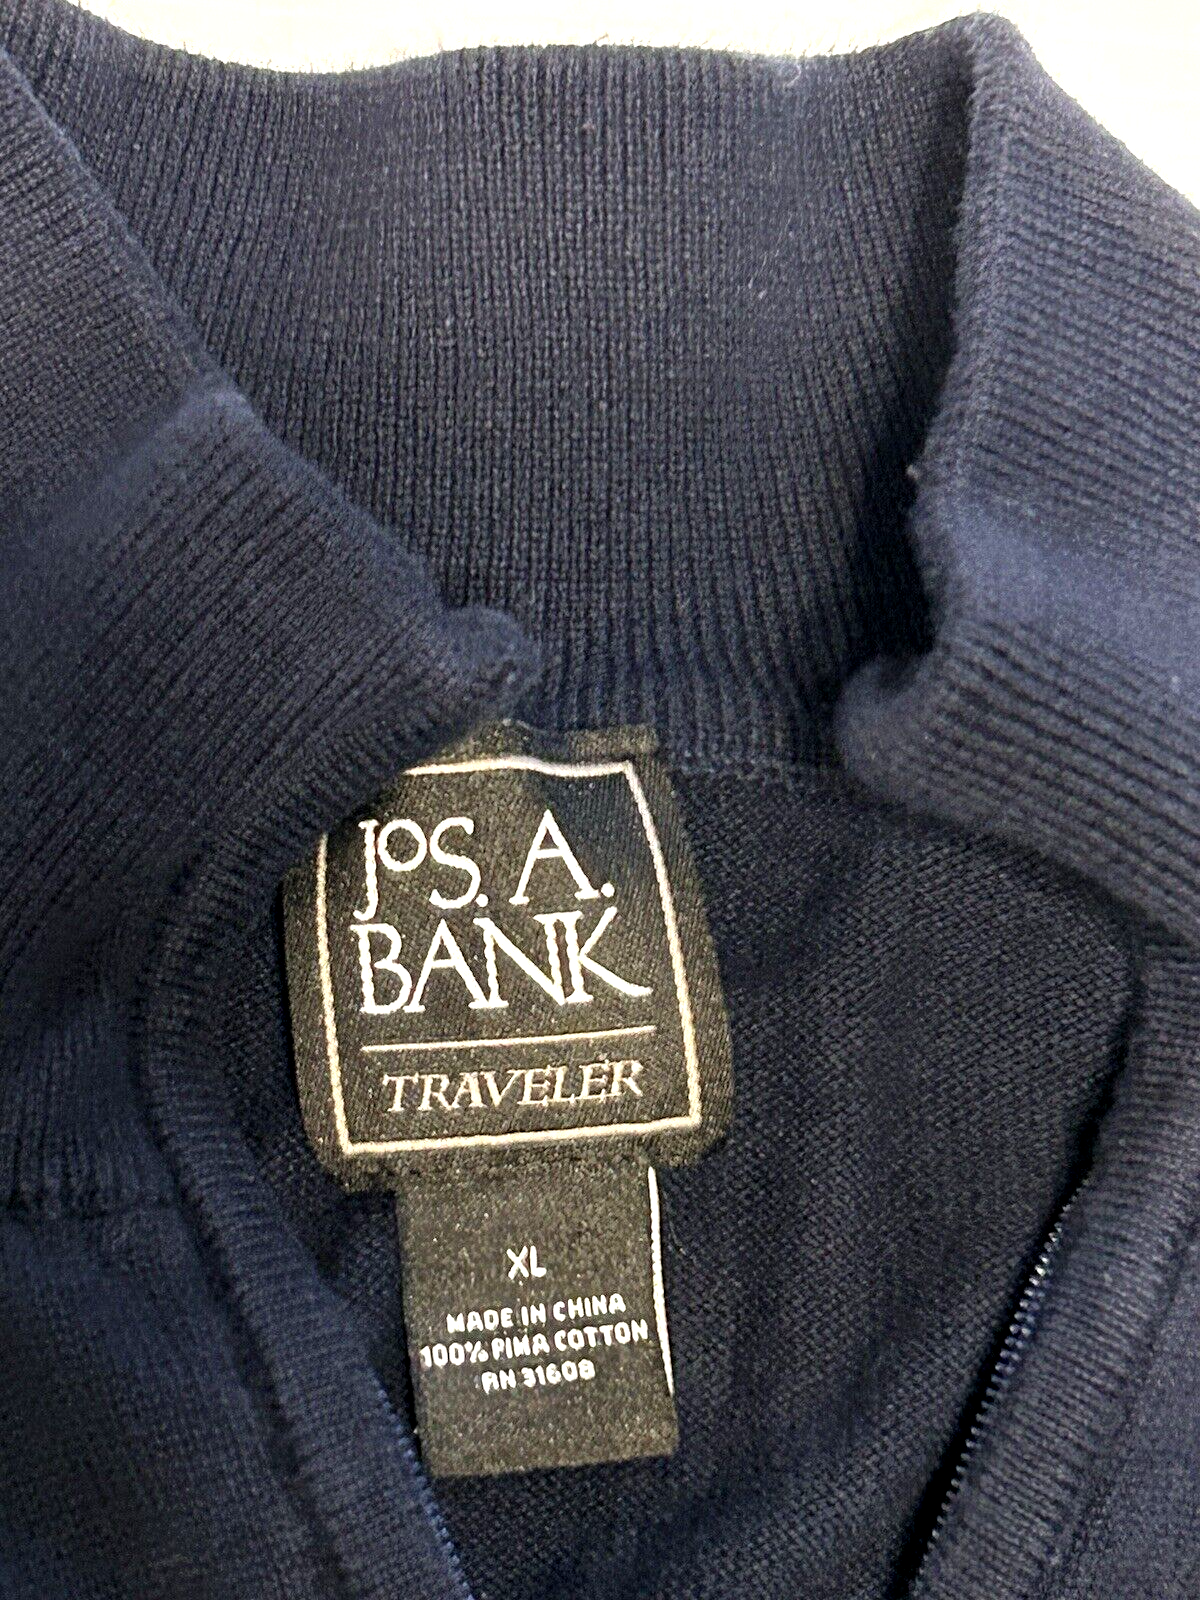 JoS. A.
BANK
TRAVELER
XL
MADE IN CHINA
100% PIMA COTTON
RN 31608